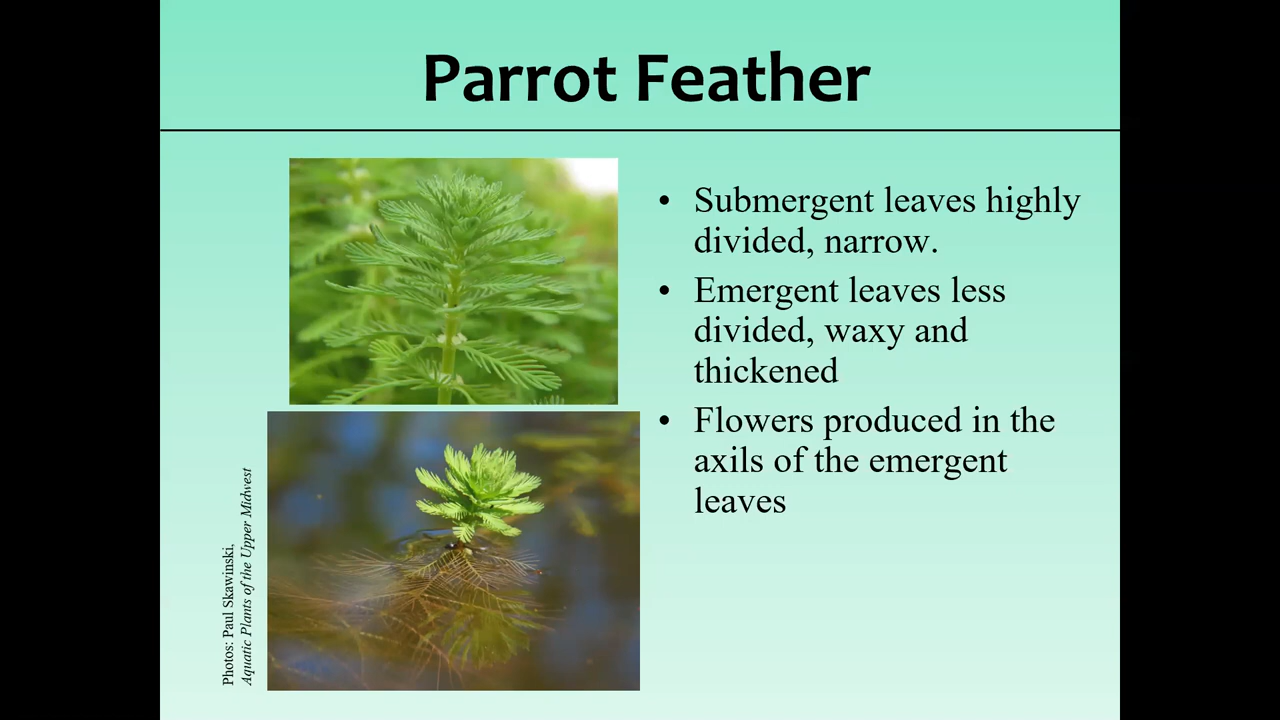 Parrot Feather
• Submergent leaves highly
divided, narrow.
• Emergent leaves less
divided, waxy and
thickened
• Flowers produced in the
axils of the emergent
leaves
Photos: Paul Skawinski,
Aquatic Plants of the Upper Midwest